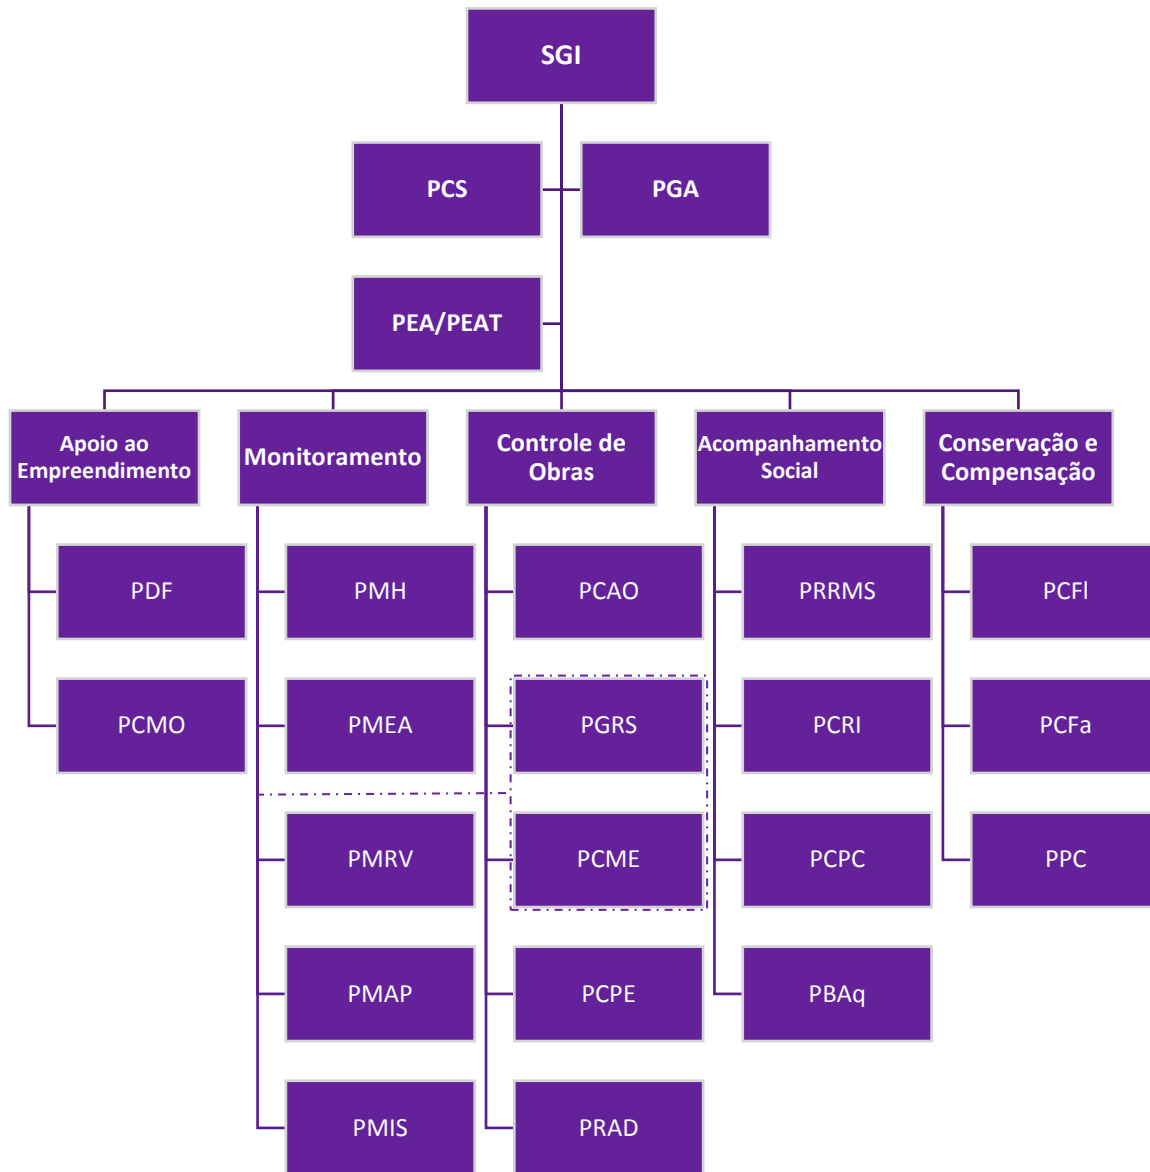 SGI
PCS
PGA
PEA/PEAT
Apoio ao
Empreendimento
Monitoramento
Controle de
Obras
Acompanhamento
Social
Conservação e
Compensação
PDF
PMH
PCAO
PRRMS
PCFl
PCMO
PMEA
PGRS
PCRI
PCFa
PMRV
PCME
PCPC
PPC
PMAP
PCPE
PBAq
PMIS
PRAD